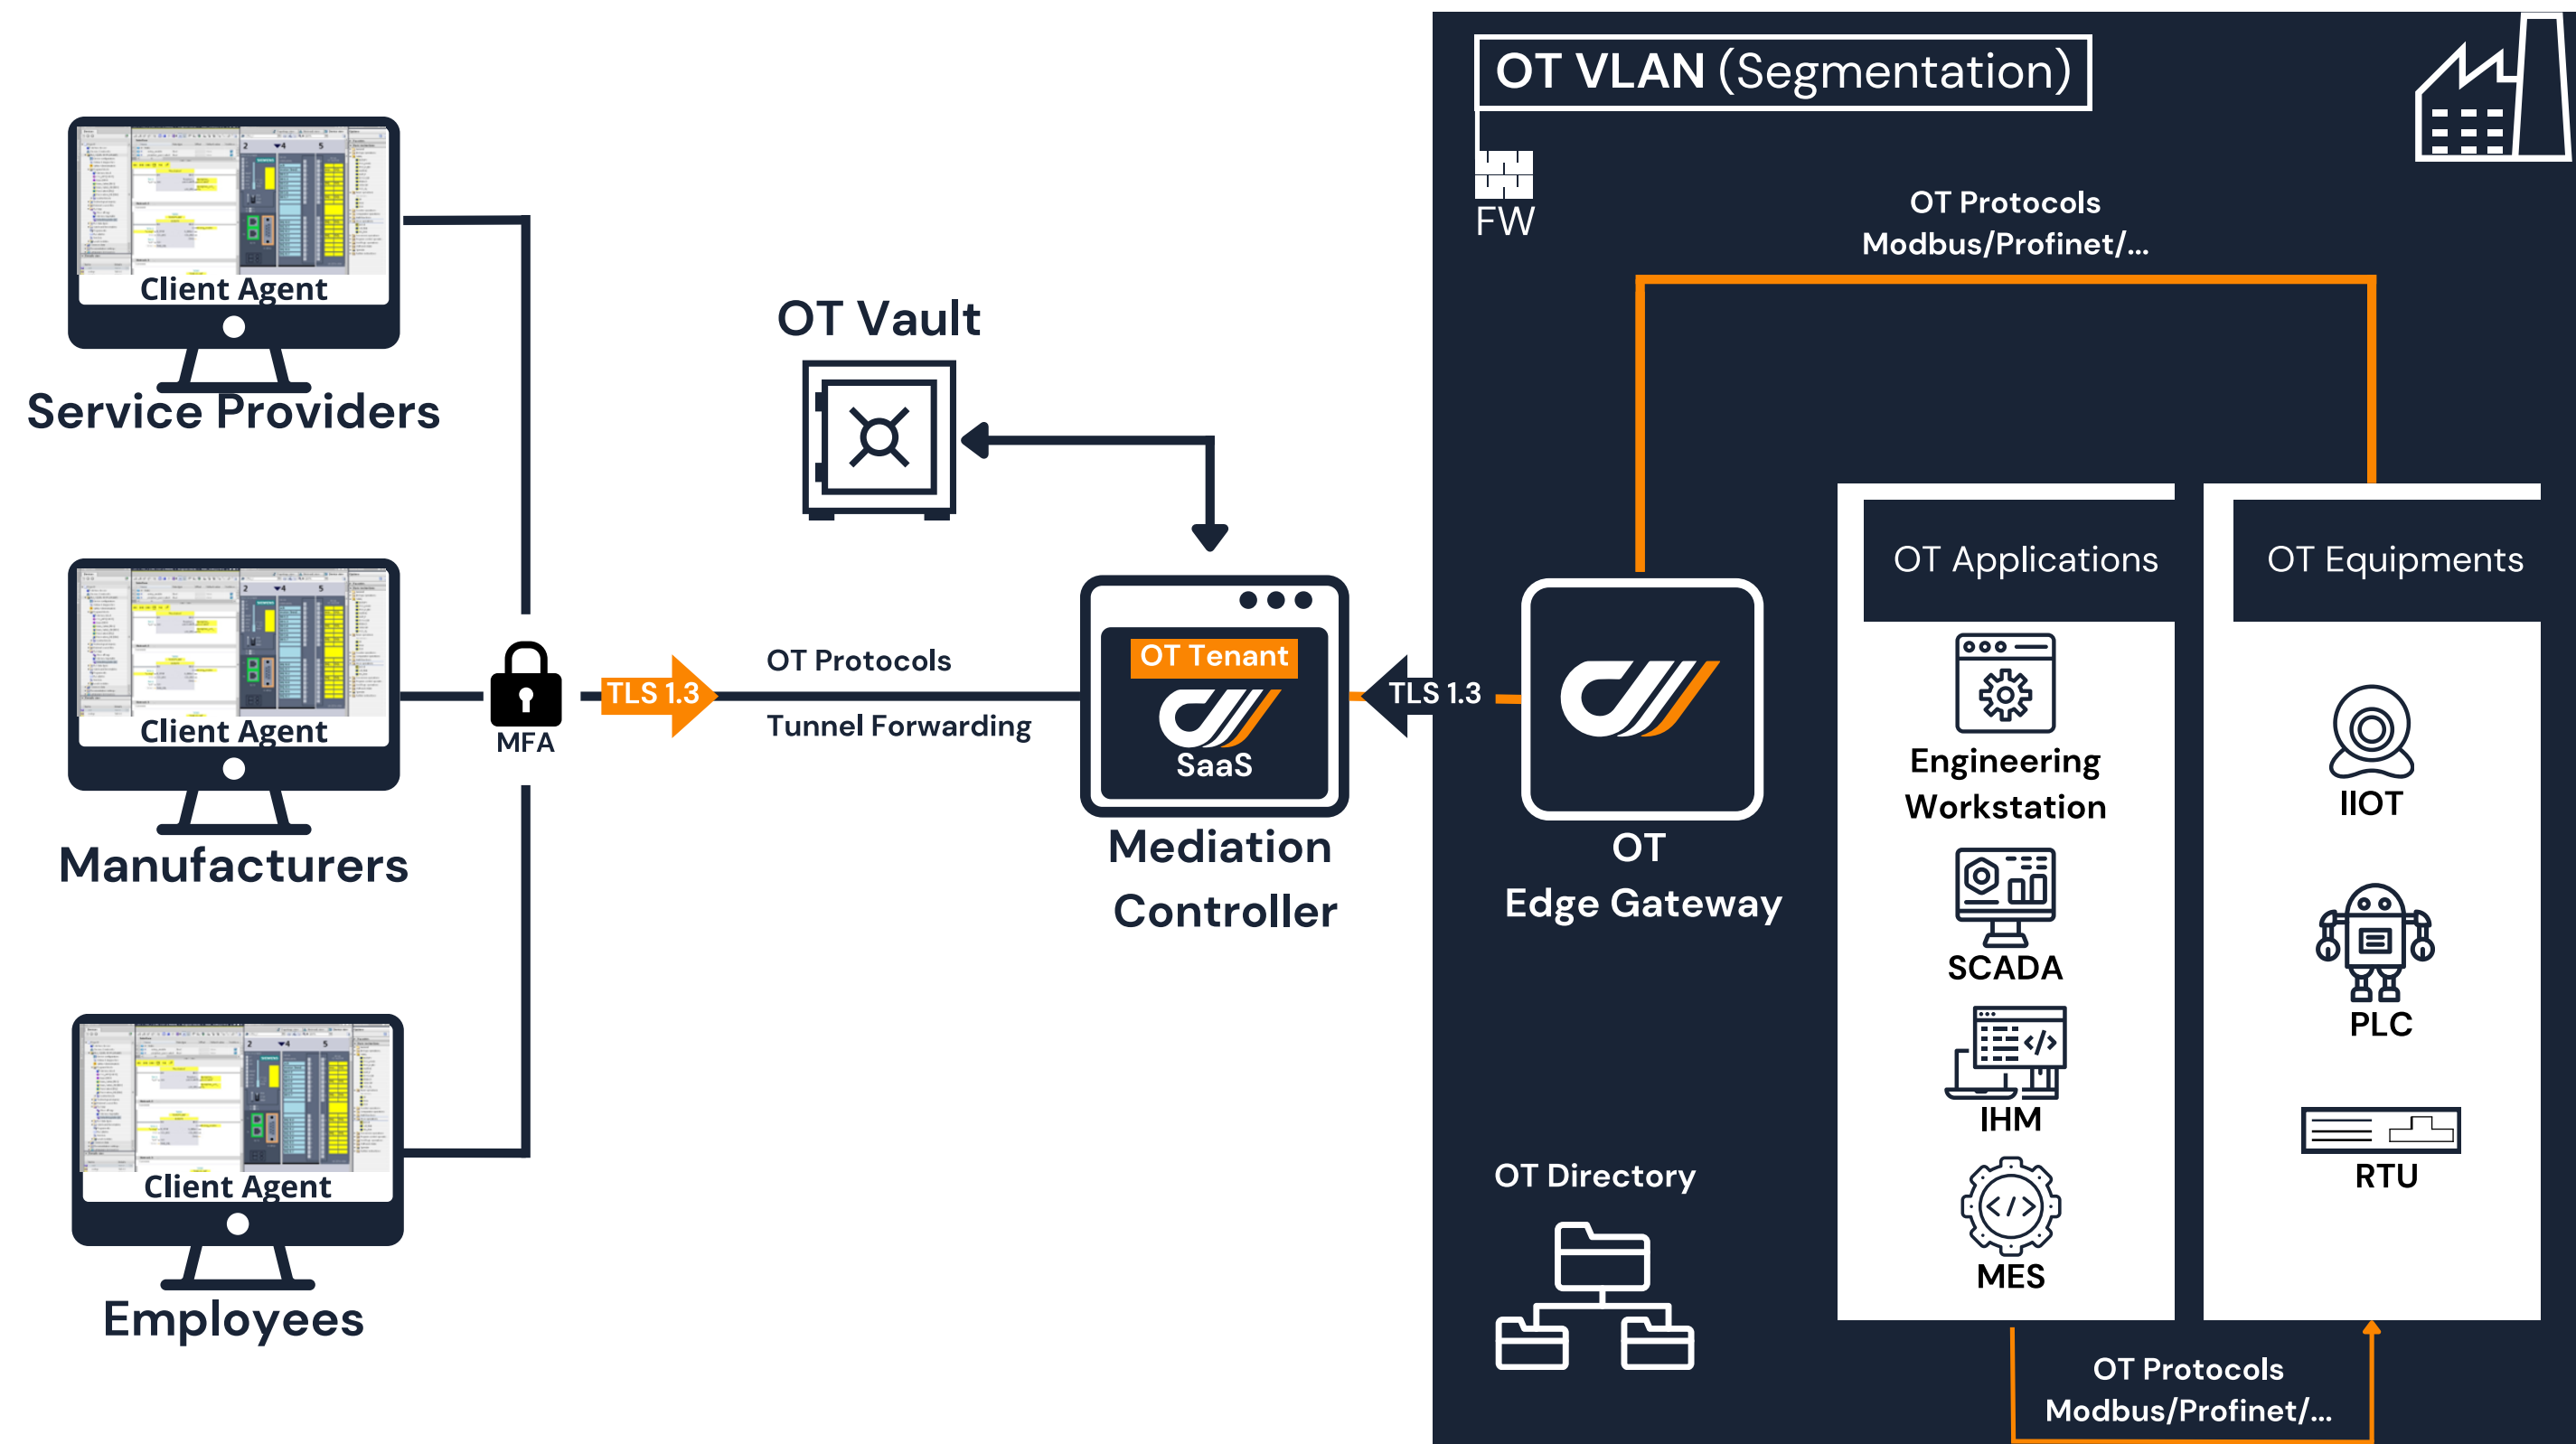 Client Agent
Service Providers
Client Agent
Manufacturers
Client Agent
Employees
MFA
TLS 1.3
OT Protocols
Tunnel Forwarding
OT Vault
OT Tenant
SaaS
Mediation
Controller
TLS 1.3
OT VLAN (Segmentation)
FW
OT Protocols
Modbus/Profinet/...
OT
Edge Gateway
OT Directory
OT Applications
Engineering
Workstation
SCADA
IHM
MES
OT Equipments
IIOT
PLC
RTU
OT Protocols
Modbus/Profinet/...